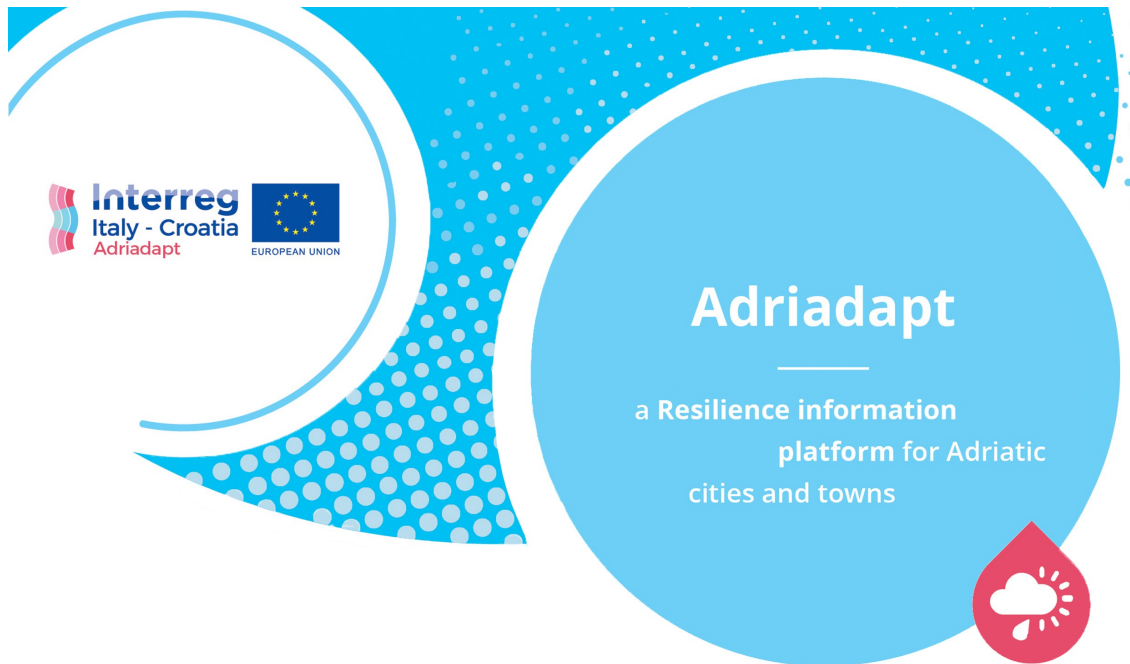 Interreg
Italy - Croatia
Adriadapt
EUROPEAN UNION
Adriadapt
a Resilience information
platform for Adriatic
cities and towns